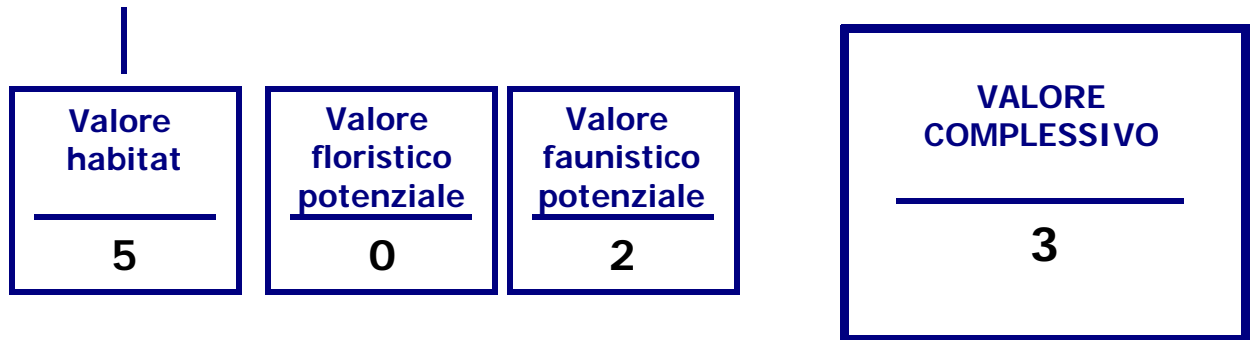 Valore
habitat
5
Valore
floristico
potenziale
0
Valore
faunistico
potenziale
2
VALORE
COMPLESSIVO
3